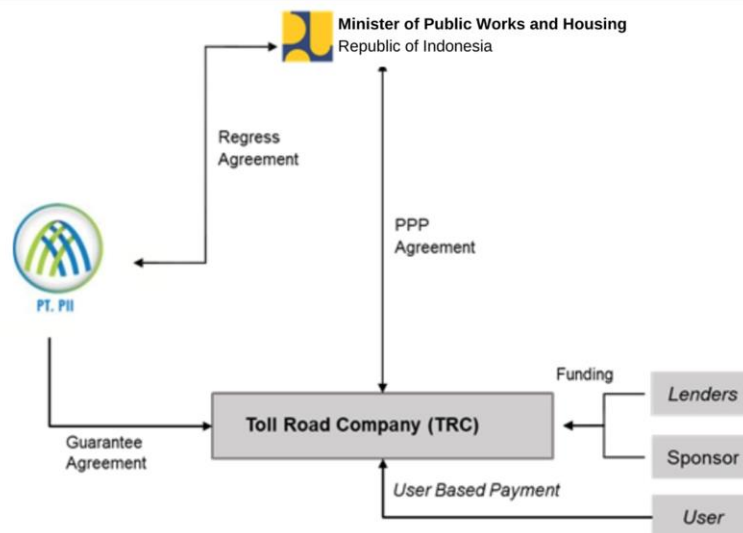 Minister of Public Works and Housing
Republic of Indonesia
Regress
Agreement
PPP
Agreement
PT. PII
Funding
Lenders
Toll Road Company (TRC)
Sponsor
Guarantee
Agreement
User Based Payment
User